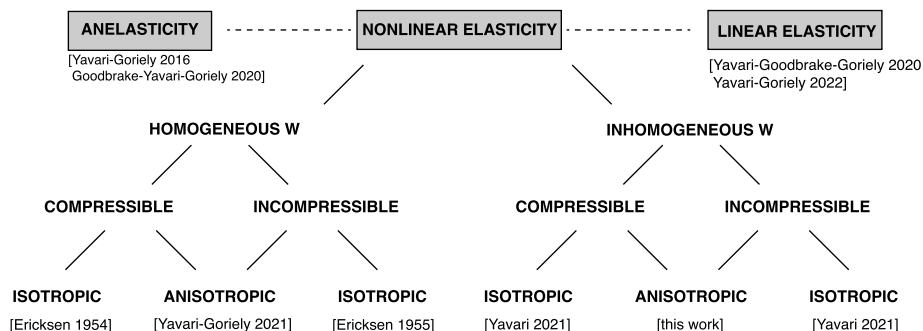 ANELASTICITY
NONLINEAR ELASTICITY
LINEAR ELASTICITY
[Yavari-Goriely 2016
Goodbrake-Yavari-Goriely 2020]
[Yavari-Goodbrake-Goriely 2020
Yavari-Goriely 2022]
HOMOGENEOUS W
INHOMOGENEOUS W
COMPRESSIBLE
INCOMPRESSIBLE
COMPRESSIBLE
INCOMPRESSIBLE
ISOTROPIC
ANISOTROPIC
ISOTROPIC
ISOTROPIC
ANISOTROPIC
ISOTROPIC
[Ericksen 1954]
[Yavari-Goriely 2021]
[Ericksen 1955]
[Yavari 2021]
[this work]
[Yavari 2021]